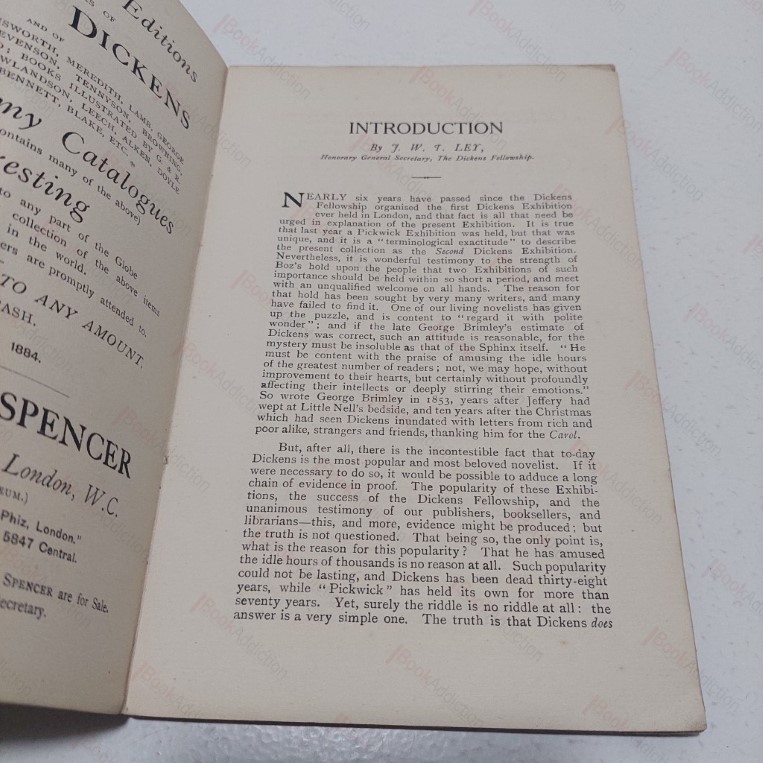 Editions
OF
DICKENS
AND OF
MEREDITH, LAMB, GEORGE
TENNYSON, BROWNING,
BOOKS ILLUSTRATED BY G.
LEECH, ALKEN, DOYLE
BENNETT, BLAKE, ETC.
my Catalogues
contains many of the above)
to any part of the Globe
collection of the above items
in the world.
are promptly attended to.
TO ANY AMOUNT.
1884.
SPENCER
London, W.C.
Phiz, London."
5847 Central.
SPENCER are for Sale.
INTRODUCTION
By J. W. T. LEY,
Honorary General Secretary, The Dickens Fellowship.
NEARLY six years have passed since the Dickens
Fellowship organised the first Dickens Exhibition
ever held in London, and that fact is all that need be
urged in explanation of the present Exhibition. It is true
that last year a Pickwick Exhibition was held, but that was
unique, and it is a "terminological exactitude" to describe
the present collection as the Second Dickens Exhibition.
Nevertheless, it is wonderful testimony to the strength of
Boz's hold upon the people that two Exhibitions of such
importance should be held within so short a period, and meet
with an unqualified welcome on all hands. The reason for
that hold has been sought by very many writers, and many
have failed to find it. One of our living novelists has given
up the puzzle, and is content to "regard it with polite
wonder"; and if the late George Brimley's estimate of
Dickens was correct, such an attitude is reasonable, for the
mystery must be insoluble as that of the Sphinx itself. "He
must be content with the praise of amusing the idle hours
of the greatest number of readers; not, we may hope, without
improvement to their hearts, but certainly without profoundly
affecting their intellects or deeply stirring their emotions."
So wrote George Brimley in 1853, years after Jeffery had
wept at Little Nell's bedside, and ten years after the Christmas
which had seen Dickens inundated with letters from rich and
poor alike, strangers and friends, thanking him for the Carol.
But, after all, there is the incontestible fact that to-day
Dickens is the most popular and most beloved novelist. If it
were necessary to do so, it would be possible to adduce a long
chain of evidence in proof. The popularity of these Exhibi-
tions, the success of the Dickens Fellowship, and the
unanimous testimony of our publishers, booksellers, and
librarians—this, and more, evidence might be produced; but
the truth is not questioned. That being so, the only point is,
what is the reason for this popularity? That he has amused
the idle hours of thousands is no reason at all. Such popularity
could not be lasting, and Dickens has been dead thirty-eight
years, while "Pickwick" has held its own for more than
seventy years. Yet, surely the riddle is no riddle at all: the
answer is a very simple one. The truth is that Dickens does
BookAddiction